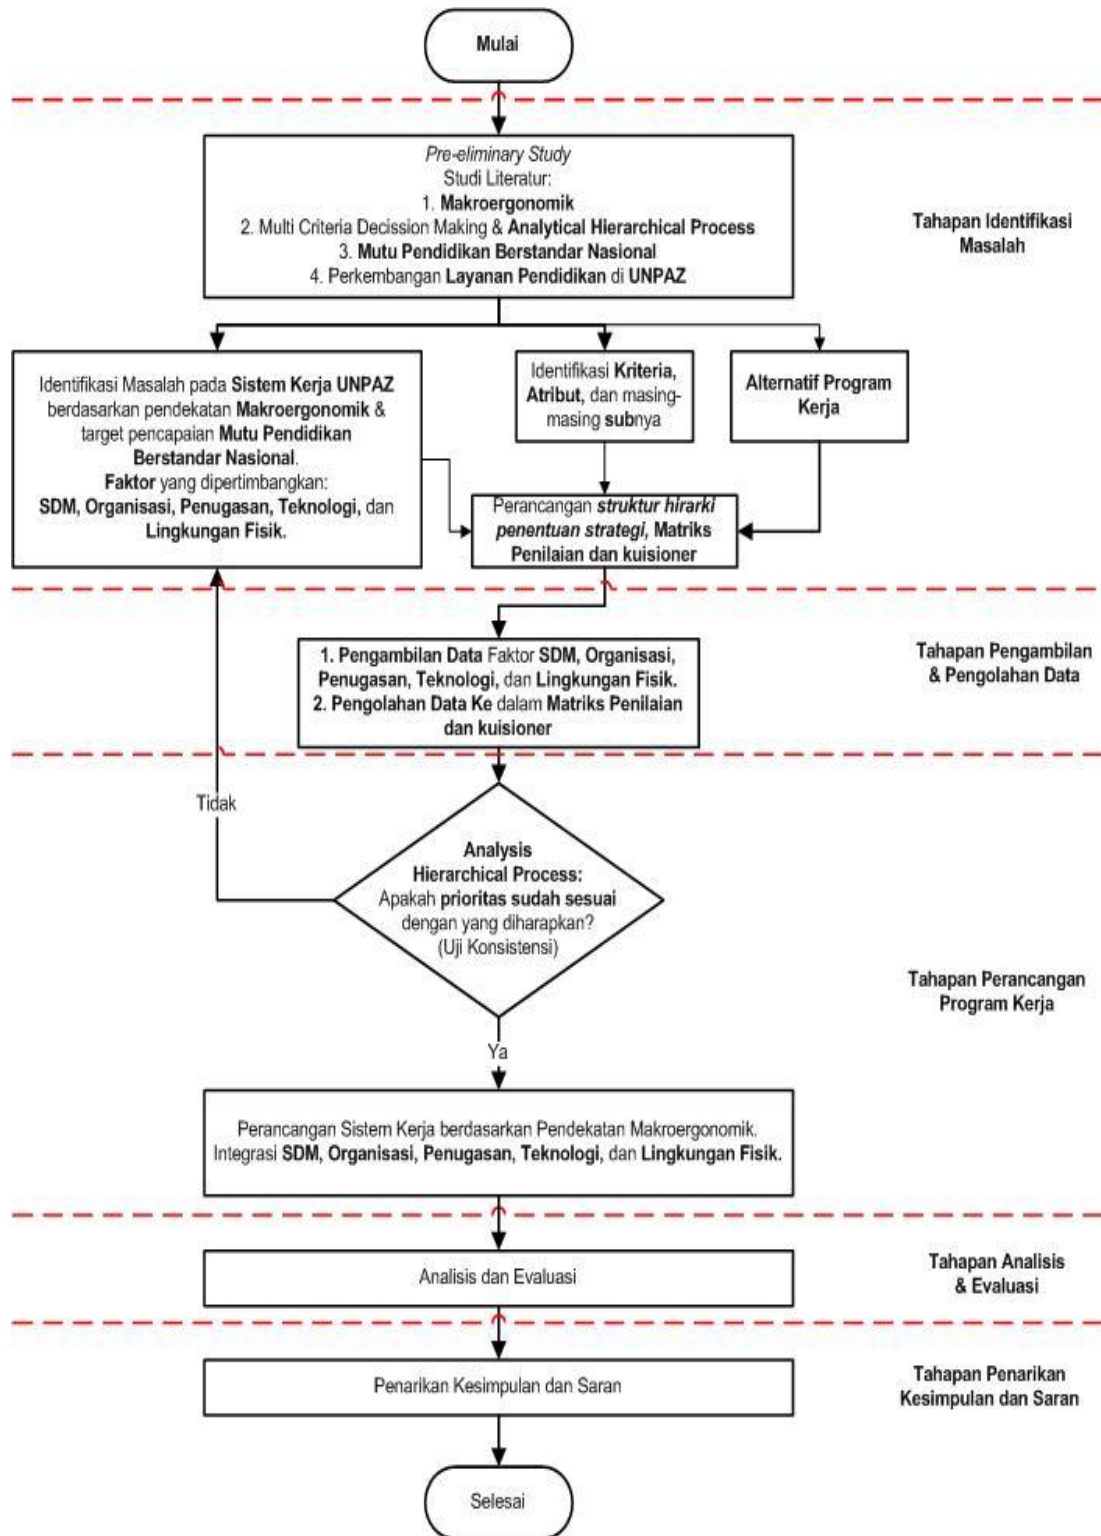 Mulai
Pre-eliminary Study
Studi Literatur:
1. Makroergonomik
2. Multi Criteria Decission Making & Analytical Hierarchical Process
3. Mutu Pendidikan Berstandar Nasional
4. Perkembangan Layanan Pendidikan di UNPAZ
Tahapan Identifikasi
Masalah
Identifikasi Masalah pada Sistem Kerja UNPAZ
berdasarkan pendekatan Makroergonomik &
target pencapaian Mutu Pendidikan
Berstandar Nasional.
Faktor yang dipertimbangkan:
SDM, Organisasi, Penugasan, Teknologi, dan
Lingkungan Fisik.
Identifikasi Kriteria,
Atribut, dan masing-
masing subnya
Alternatif Program
Kerja
Perancangan struktur hirarki
penentuan strategi, Matriks
Penilaian dan kuisioner
1. Pengambilan Data Faktor SDM, Organisasi,
Penugasan, Teknologi, dan Lingkungan Fisik.
2. Pengolahan Data Ke dalam Matriks Penilaian
dan kuisioner
Tahapan Pengambilan
& Pengolahan Data
Tidak
Analysis
Hierarchical Process:
Apakah prioritas sudah sesuai
dengan yang diharapkan?
(Uji Konsistensi)
Tahapan Perancangan
Program Kerja
Ya
Perancangan Sistem Kerja berdasarkan Pendekatan Makroergonomik.
Integrasi SDM, Organisasi, Penugasan, Teknologi, dan Lingkungan Fisik.
Analisis dan Evaluasi
Tahapan Analisis
& Evaluasi
Penarikan Kesimpulan dan Saran
Tahapan Penarikan
Kesimpulan dan Saran
Selesai